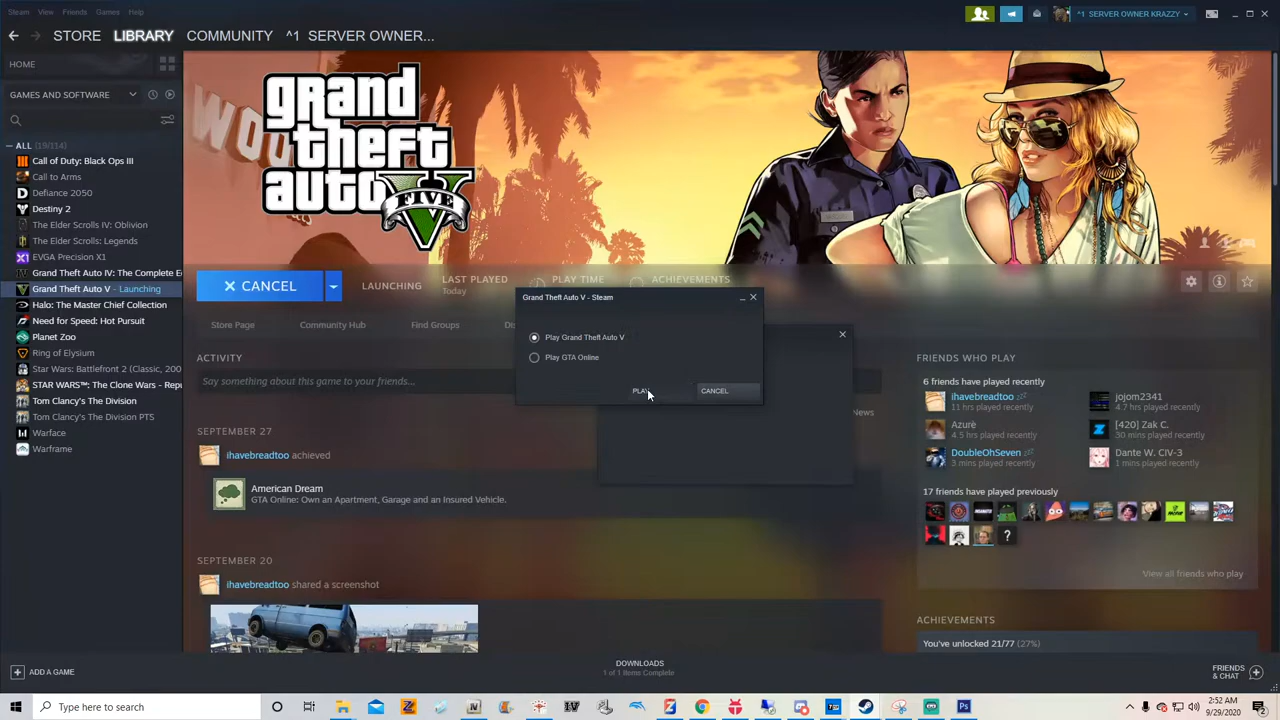 Steam View Friends Games Help
^1 SERVER OWNER KRAZZY
STORE LIBRARY COMMUNITY ^1 SERVER OWNER...
HOME
GAMES AND SOFTWARE
ALL (19/114)
Call of Duty: Black Ops III
Call to Arms
Defiance 2050
Destiny 2
The Elder Scrolls IV: Oblivion
The Elder Scrolls: Legends
EVGA Precision X1
Grand Theft Auto IV: The Complete E
Grand Theft Auto V - Launching
Halo: The Master Chief Collection
Need for Speed: Hot Pursuit
Planet Zoo
Ring of Elysium
Star Wars: Battlefront 2 (Classic, 200
STAR WARS™: The Clone Wars - Repu
Tom Clancy's The Division
Tom Clancy's The Division PTS
Warface
Warframe
grand
theft
auto
V
FIVE
CANCEL
LAUNCHING
LAST PLAYED
Today
PLAY TIME
ACHIEVEMENTS
Store Page
Community Hub
Find Groups
Grand Theft Auto V - Steam
Play Grand Theft Auto V
Play GTA Online
PLAY
CANCEL
News
ACTIVITY
Say something about this game to your friends...
SEPTEMBER 27
ihavebreadtoo achieved
American Dream
GTA Online: Own an Apartment, Garage and an Insured Vehicle.
SEPTEMBER 20
ihavebreadtoo shared a screenshot
FRIENDS WHO PLAY
6 friends have played recently
ihavebreadtoo
11 hrs played recently
jojom2341
4.7 hrs played recently
Azurè
4.5 hrs played recently
[420] Zak C.
30 mins played recently
DoubleOhSeven
3 mins played recently
Dante W. CIV-3
1 mins played recently
17 friends have played previously
View all friends who play
ACHIEVEMENTS
You've unlocked 21/77 (27%)
ADD A GAME
DOWNLOADS
1 of 1 Items Complete
FRIENDS
& CHAT
Type here to search
2:52 AM
9/29/2020